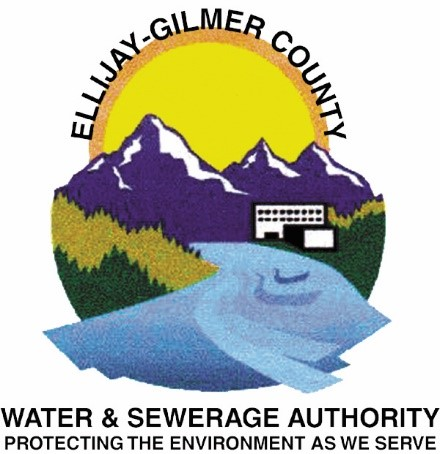 ELLIJAY-GILMER COUNTY
WATER & SEWERAGE AUTHORITY
PROTECTING THE ENVIRONMENT AS WE SERVE